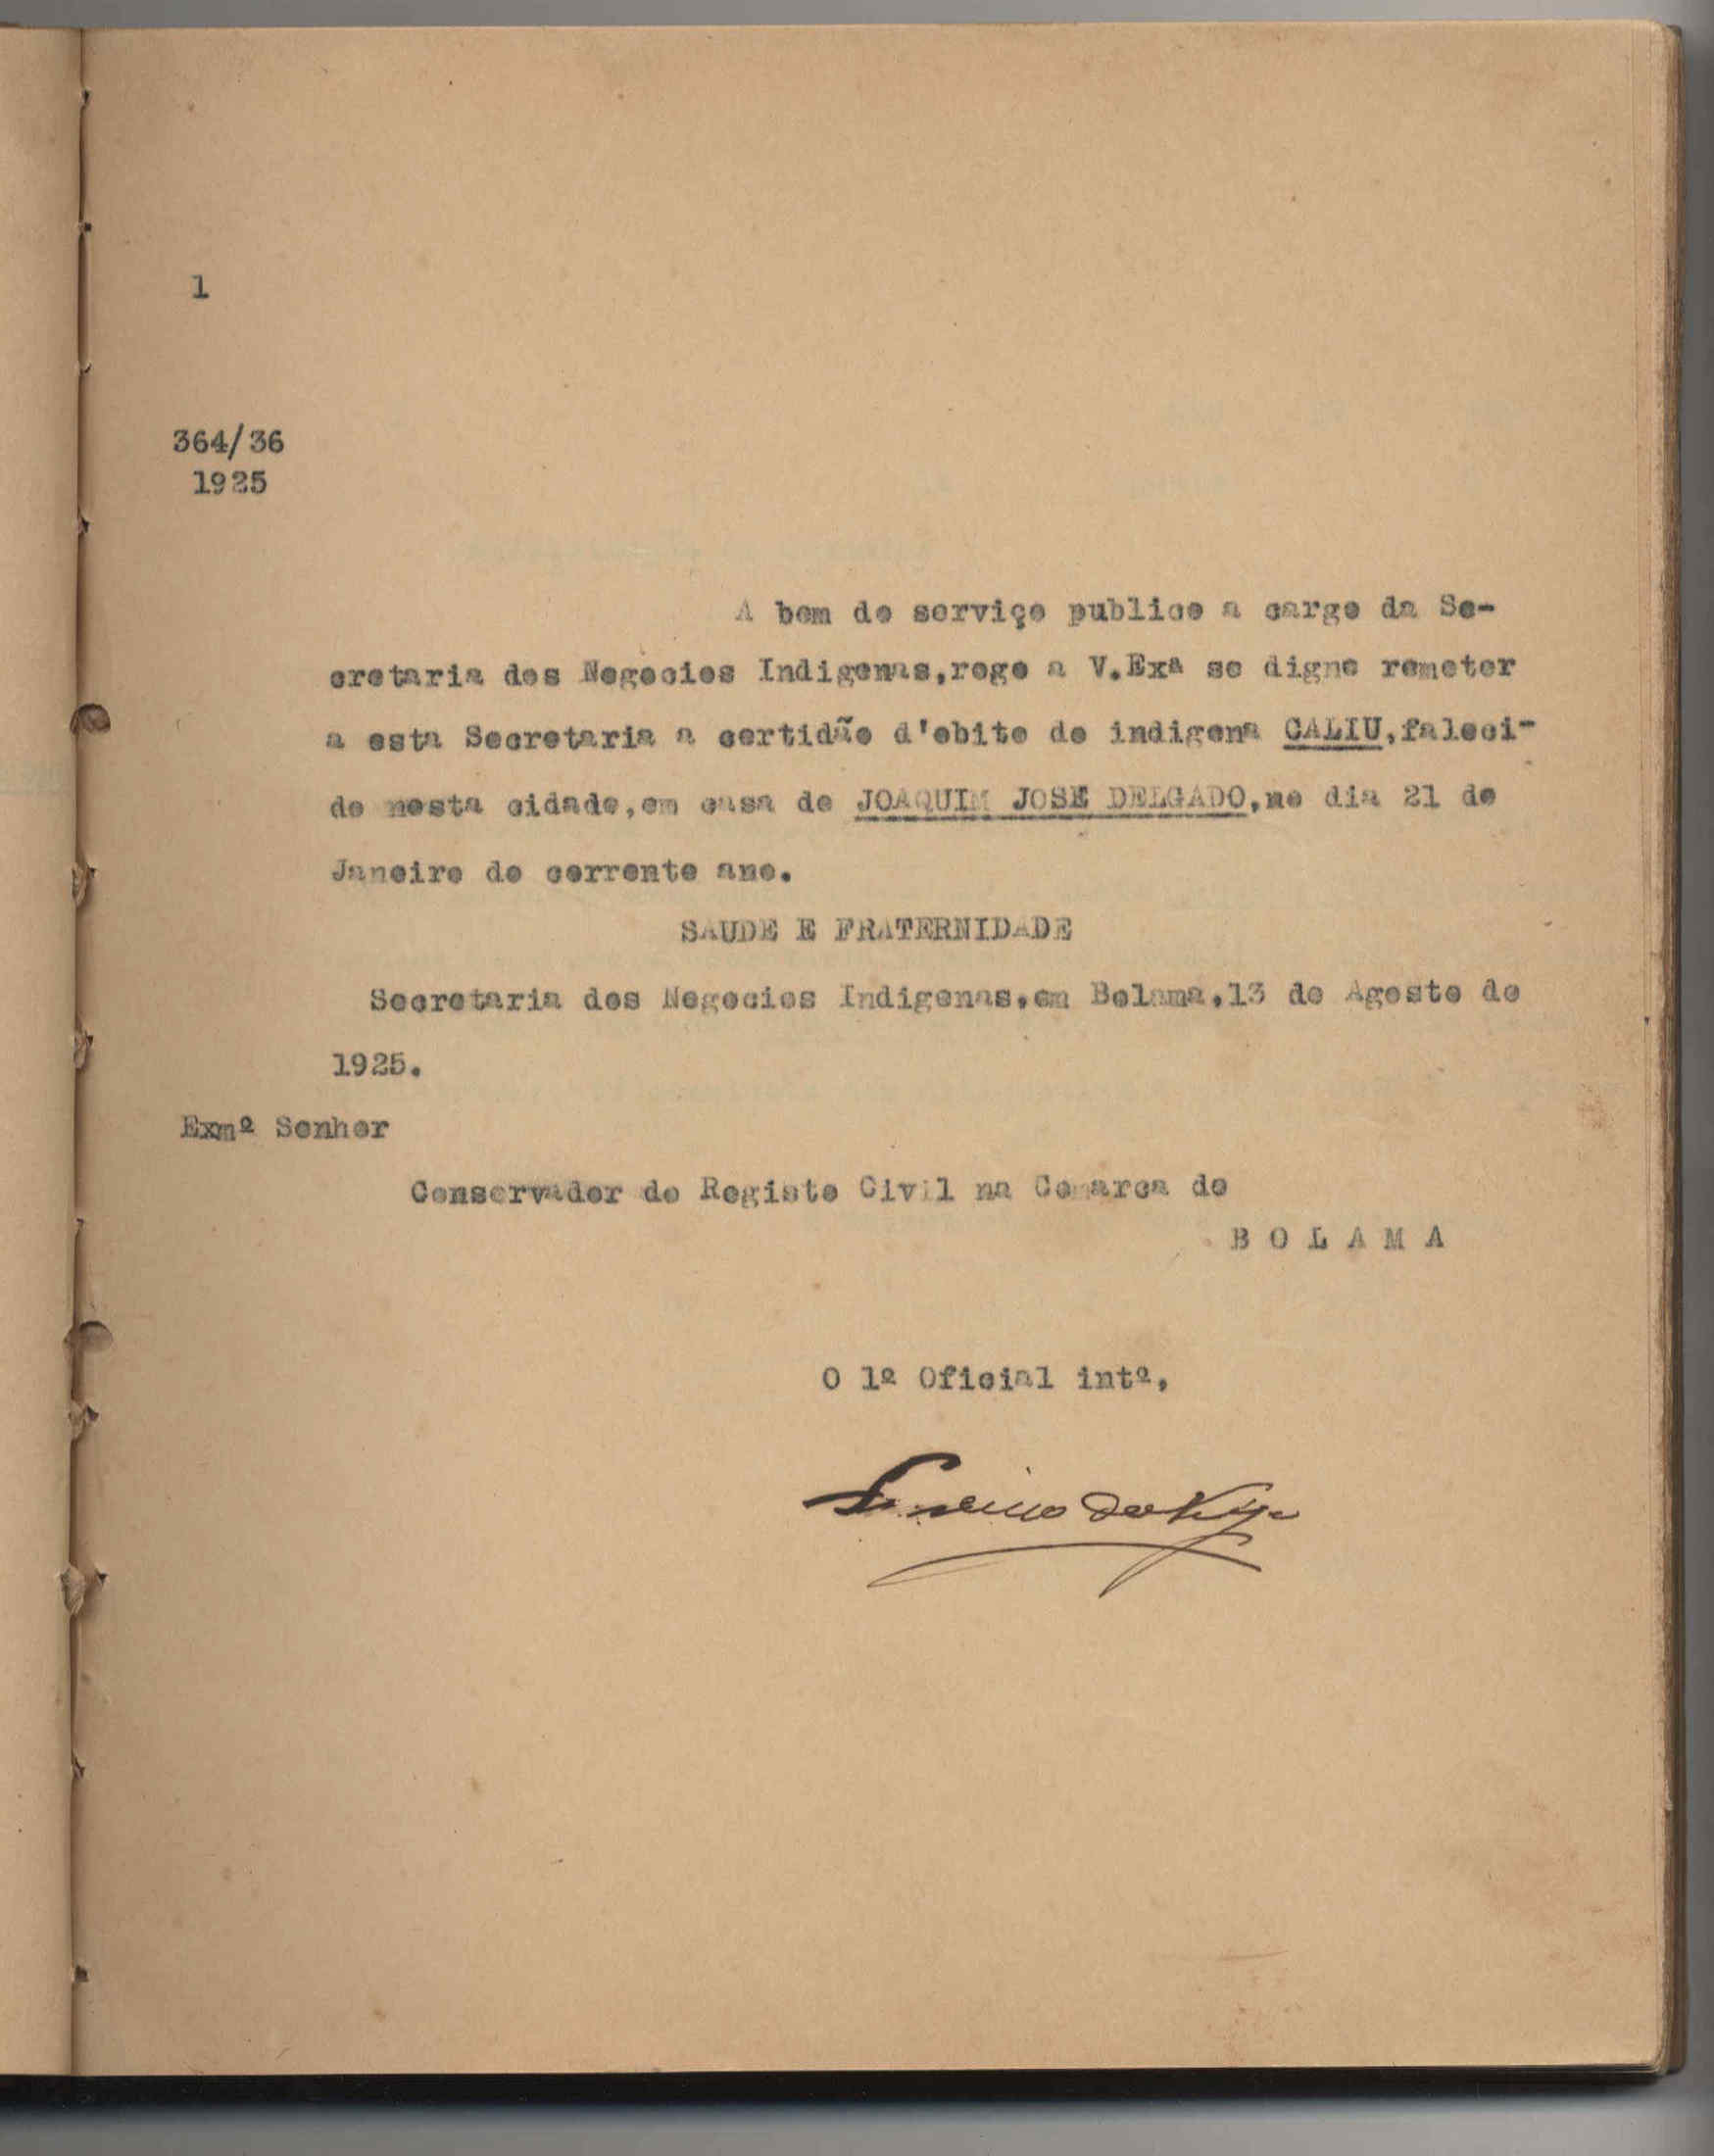 1
364/36
1925
A bem do serviço publico a cargo da Se-
cretaria dos Negocios Indigenas,rogo a V.Exª se digne remeter
a esta Secretaria a certidão d'obito do indigena GALIU,faleci-
do nesta cidade,em casa de JOAQUIM JOSE DELGADO,no dia 21 de
Janeiro do corrente ano.
SAUDE E FRATERNIDADE
Secretaria dos Negocios Indigenas,em Bolama,13 de Agosto de
1925.
Exmº Senhor
Conservador do Registo Civil na Comarca de
B O L A M A
O 1º Oficial intº,